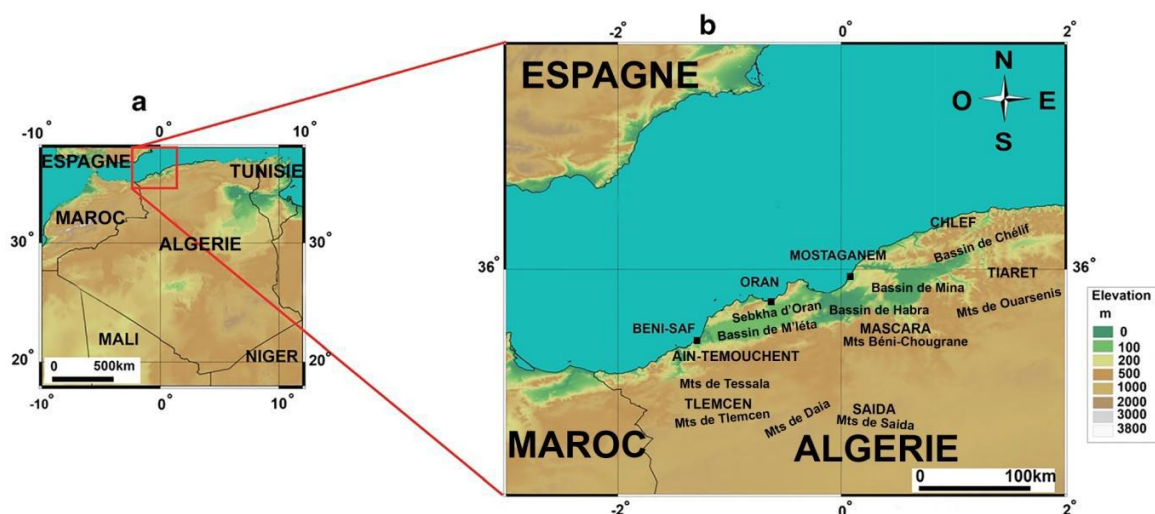 a
-10° 0° 10°
ESPAGNE
TUNISIE
MAROC
ALGERIE
30° 30°
MALI
NIGER
500km
0
20° 20°
-10° 0° 10°
b
-2° 0° 2°
ESPAGNE
N
O E
S
CHLEF
Bassin de Chélif
MOSTAGANEM
36° 36°
TIARET
ORAN
Bassin de Mina
Mts de Ouarsenis
Sebkha d'Oran
Bassin de Habra
BENI-SAF
Bassin de M'léta
MASCARA
Mts Béni-Chougrane
AIN-TEMOUCHENT
Mts de Tessala
TLEMCEN
Mts de Tlemcen
Mts de Daia
SAIDA
Mts de Saida
MAROC
ALGERIE
0 100km
-2° 0° 2°
Elevation
m
0
100
200
500
1000
2000
3000
3800